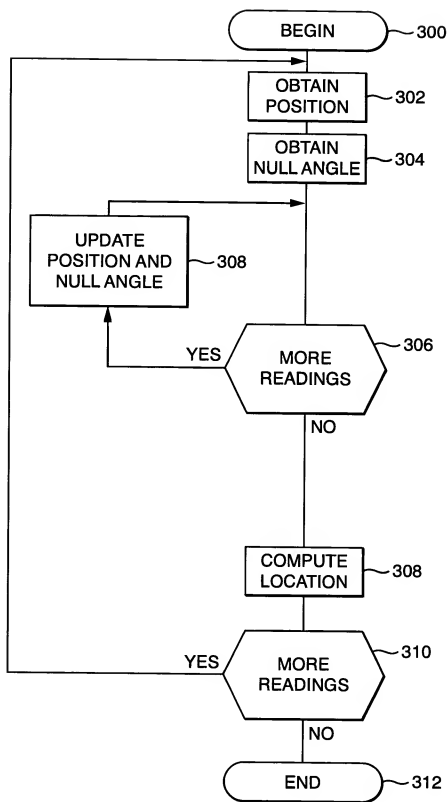 BEGIN
300
OBTAIN
POSITION
302
OBTAIN
NULL ANGLE
304
UPDATE
POSITION AND
NULL ANGLE
308
YES
MORE
READINGS
306
NO
COMPUTE
LOCATION
308
YES
MORE
READINGS
310
NO
END
312